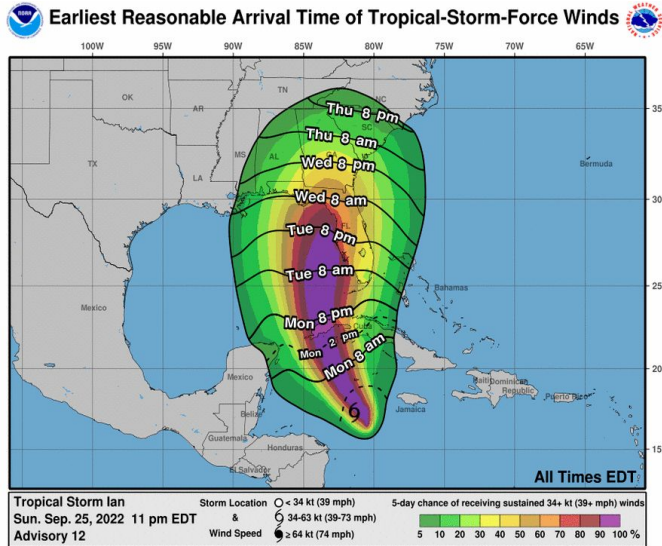 Earliest Reasonable Arrival Time of Tropical-Storm-Force Winds
NOAA
100W 95W 90W 85W 80W 75W 70W 65W
TN NC
Thu 8 pm
35
OK AR SC
Thu 8 am
MS AL
Wed 8 pm
TX
Bermuda
LA
Wed 8 am
30
FL
Tue 8 pm
Tue 8 am
25
Bahamas
Mexico
Mon 8 pm
Cuba
Mon 2 pm
Mon 8 am
20
Mexico
Haiti
Dominican
Republic
Puerto Rico
Jamaica
Belize
Guatemala
Honduras
15
El Salvador
All Times EDT
Tropical Storm Ian
Sun. Sep. 25, 2022 11 pm EDT
Advisory 12
Storm Location
&
Wind Speed
< 34 kt (39 mph)
34-63 kt (39-73 mph)
≥ 64 kt (74 mph)
5-day chance of receiving sustained 34+ kt (39+ mph) winds
5 10 20 30 40 50 60 70 80 90 100 %